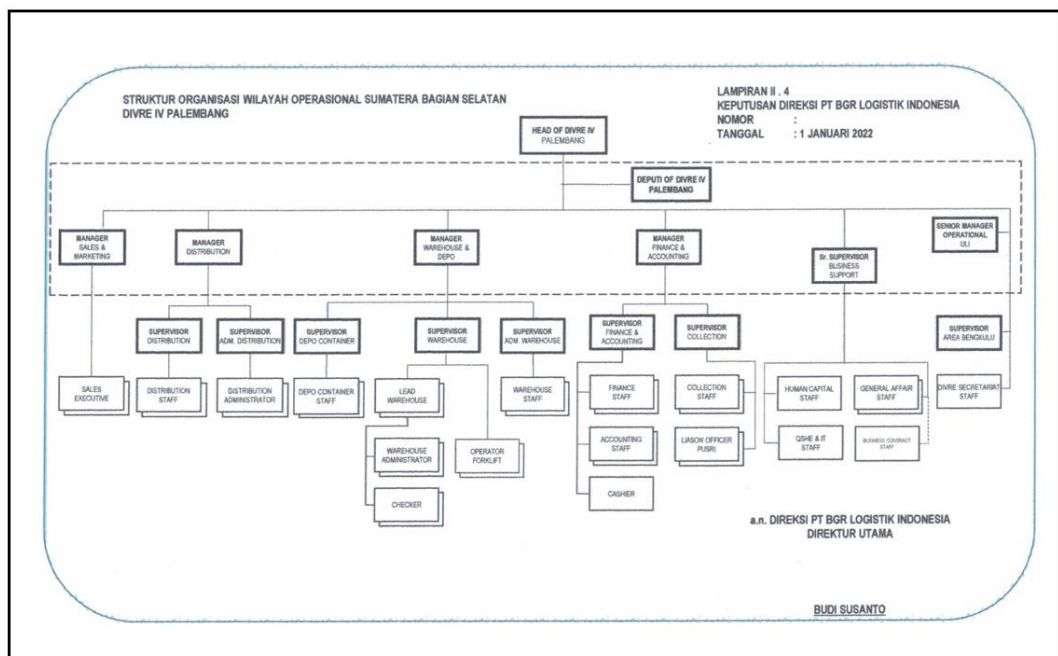 STRUKTUR ORGANISASI WILAYAH OPERASIONAL SUMATERA BAGIAN SELATAN
DIVRE IV PALEMBANG
LAMPIRAN II . 4
KEPUTUSAN DIREKSI PT BGR LOGISTIK INDONESIA
NOMOR :
TANGGAL : 1 JANUARI 2022
HEAD OF DIVRE IV
PALEMBANG
DEPUTI OF DIVRE IV
PALEMBANG
MANAGER
SALES &
MARKETING
MANAGER
DISTRIBUTION
MANAGER
WAREHOUSE &
DEPO
MANAGER
FINANCE &
ACCOUNTING
Sr. SUPERVISOR
BUSINESS
SUPPORT
SENIOR MANAGER
OPERATIONAL
ULI
SUPERVISOR
DISTRIBUTION
SUPERVISOR
ADM. DISTRIBUTION
SUPERVISOR
DEPO CONTAINER
SUPERVISOR
WAREHOUSE
SUPERVISOR
ADM. WAREHOUSE
SUPERVISOR
FINANCE &
ACCOUNTING
SUPERVISOR
COLLECTION
SUPERVISOR
AREA BENGKULU
SALES
EXECUTIVE
DISTRIBUTION
STAFF
DISTRIBUTION
ADMINISTRATOR
DEPO CONTAINER
STAFF
LEAD
WAREHOUSE
WAREHOUSE
STAFF
FINANCE
STAFF
COLLECTION
STAFF
HUMAN CAPITAL
STAFF
GENERAL AFFAIR
STAFF
DIVRE SECRETARIAT
STAFF
WAREHOUSE
ADMINISTRATOR
OPERATOR
FORKLIFT
ACCOUNTING
STAFF
LIASON OFFICER
PUSRI
QSHE & IT
STAFF
BUSINESS CONTRACT
STAFF
CHECKER
CASHIER
a.n. DIREKSI PT BGR LOGISTIK INDONESIA
DIREKTUR UTAMA
BUDI SUSANTO